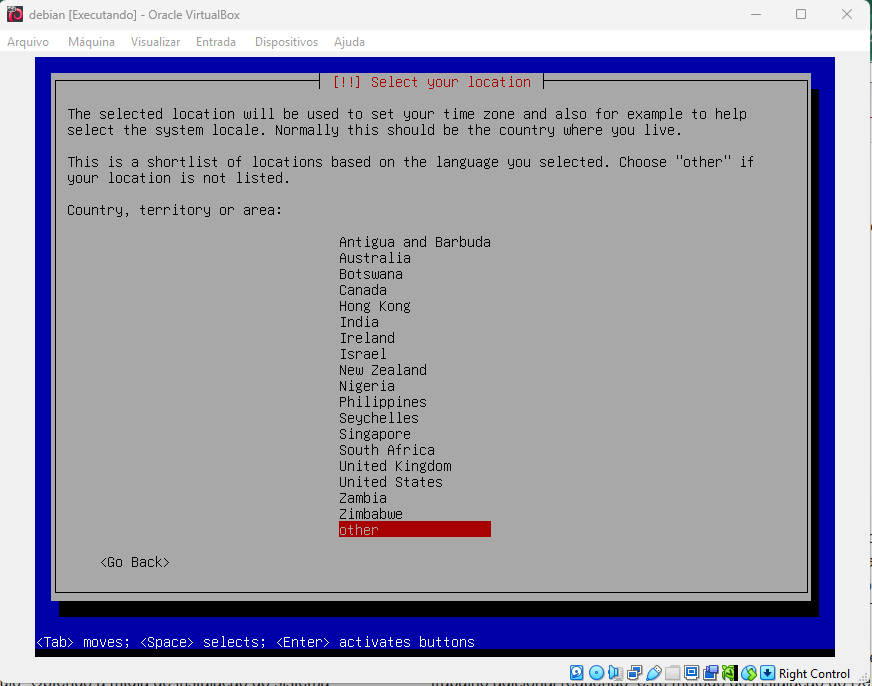 debian [Executando] - Oracle VirtualBox
Arquivo Máquina Visualizar Entrada Dispositivos Ajuda
[!!] Select your location
The selected location will be used to set your time zone and also for example to help
select the system locale. Normally this should be the country where you live.
This is a shortlist of locations based on the language you selected. Choose "other" if
your location is not listed.
Country, territory or area:
Antigua and Barbuda
Australia
Botswana
Canada
Hong Kong
India
Ireland
Israel
New Zealand
Nigeria
Philippines
Seychelles
Singapore
South Africa
United Kingdom
United States
Zambia
Zimbabwe
other
<Go Back>
<Tab> moves; <Space> selects; <Enter> activates buttons
Right Control